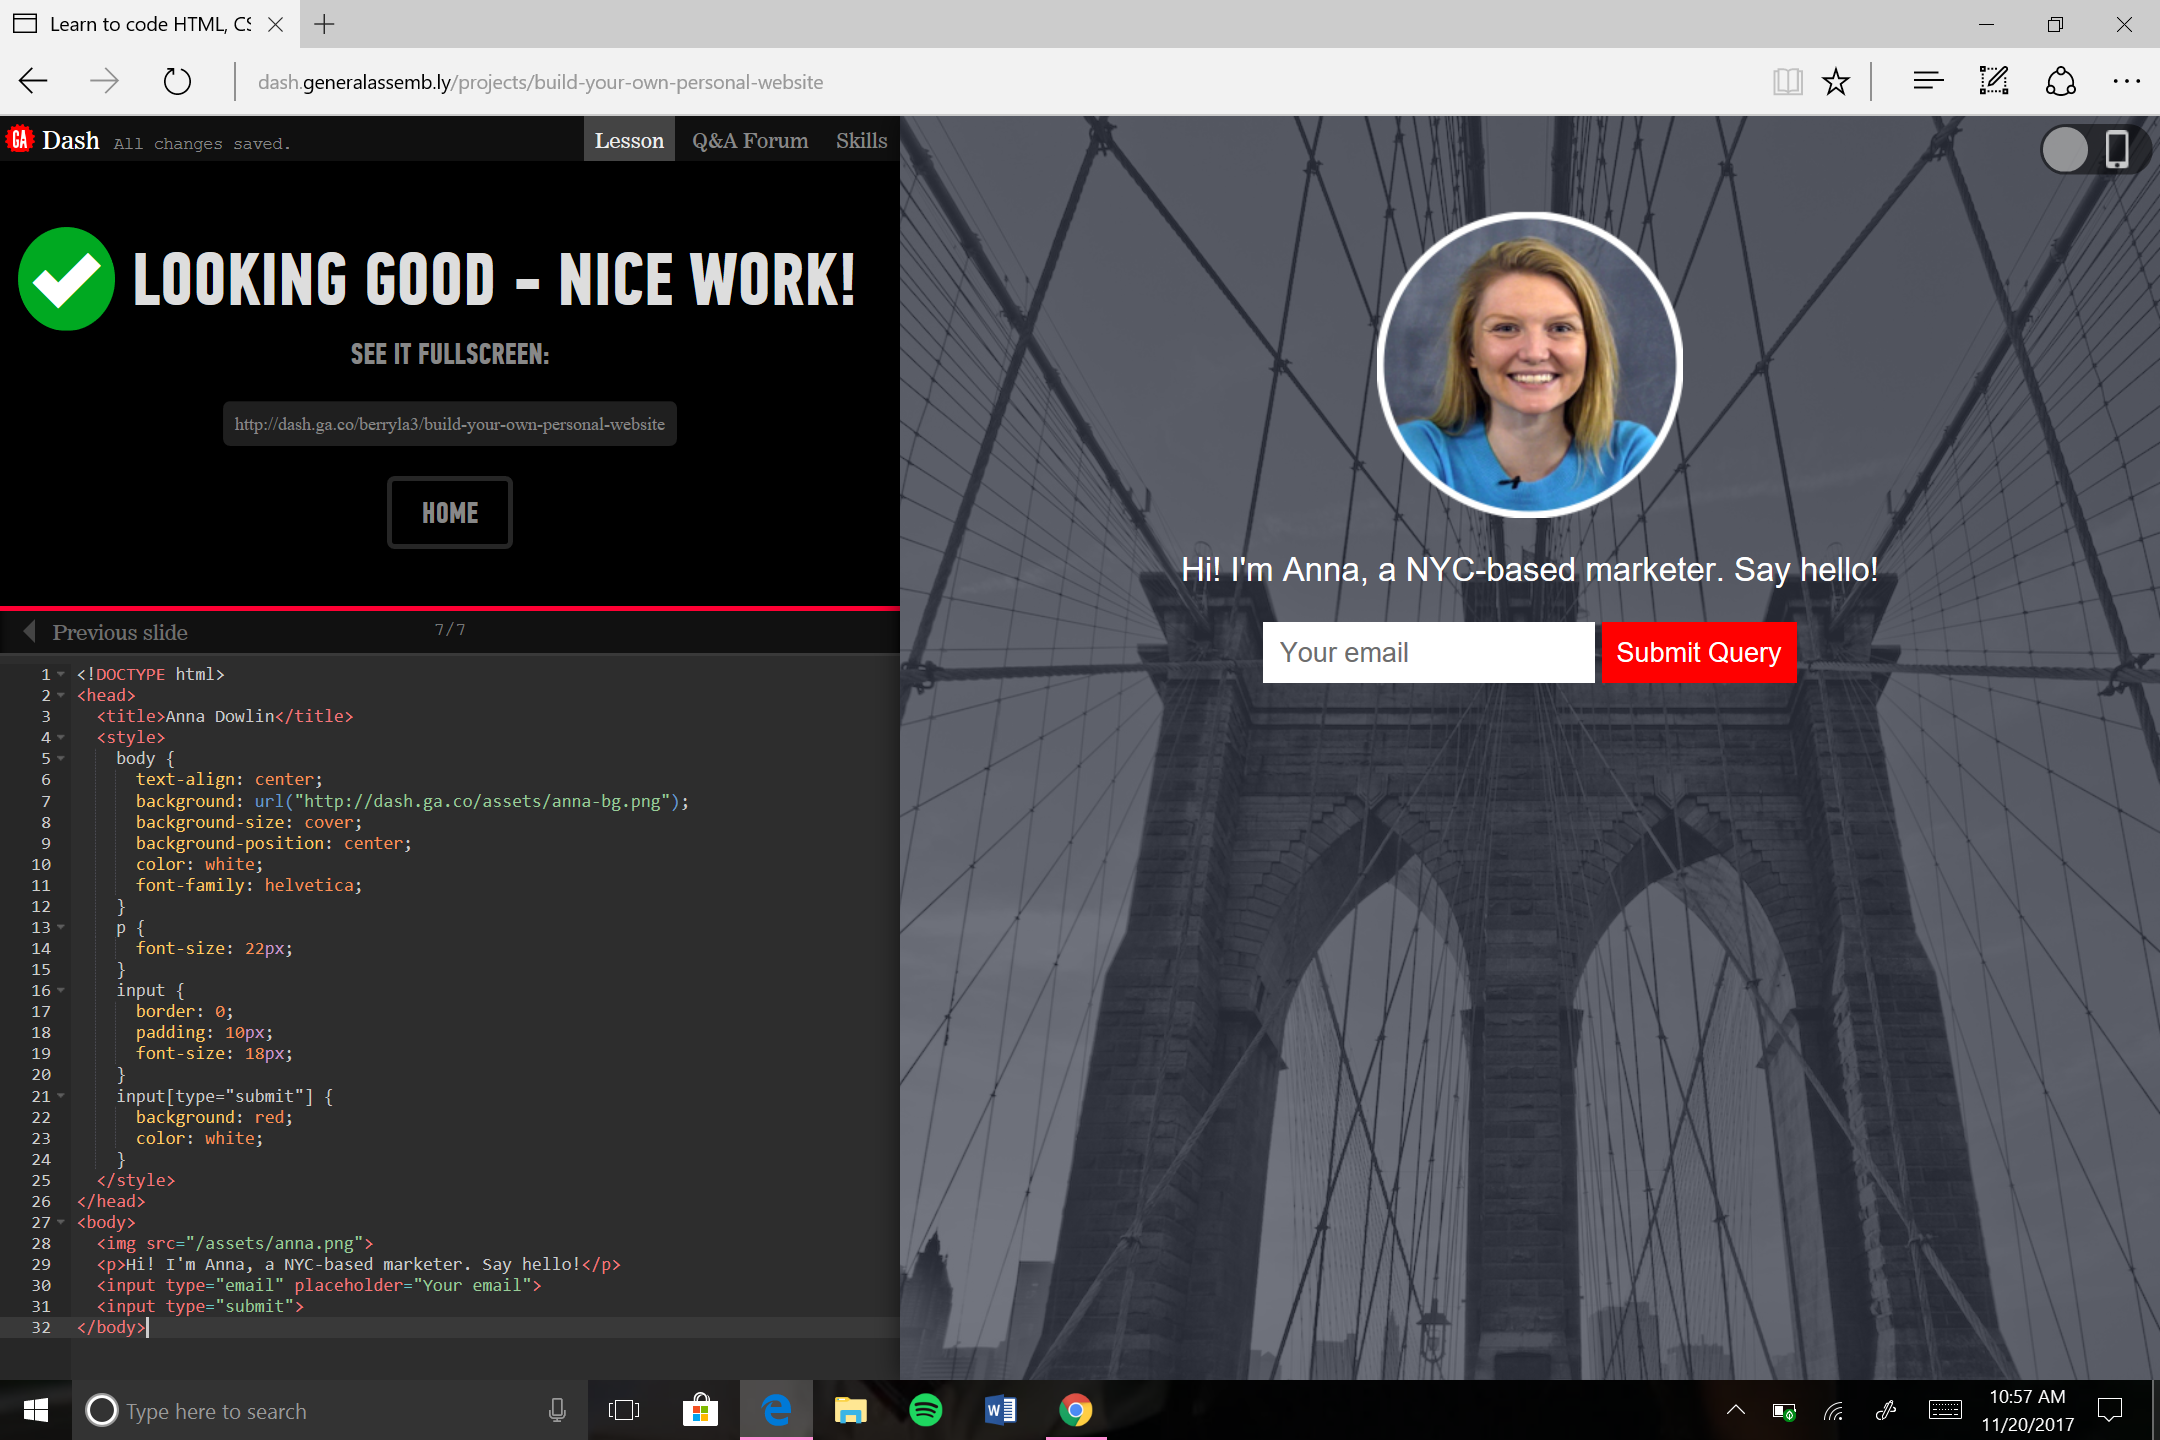 Learn to code HTML, CS
dash.generalassemb.ly/projects/build-your-own-personal-website
GA Dash All changes saved. Lesson Q&A Forum Skills
LOOKING GOOD - NICE WORK!
SEE IT FULLSCREEN:
http://dash.ga.co/berryla3/build-your-own-personal-website
HOME
Previous slide 7/7
1 <!DOCTYPE html>
2 <head>
3 <title>Anna Dowlin</title>
4 <style>
5 body {
6 text-align: center;
7 background: url("http://dash.ga.co/assets/anna-bg.png");
8 background-size: cover;
9 background-position: center;
10 color: white;
11 font-family: helvetica;
12 }
13 p {
14 font-size: 22px;
15 }
16 input {
17 border: 0;
18 padding: 10px;
19 font-size: 18px;
20 }
21 input[type="submit"] {
22 background: red;
23 color: white;
24 }
25 </style>
26 </head>
27 <body>
28 <img src="/assets/anna.png">
29 <p>Hi! I'm Anna, a NYC-based marketer. Say hello!</p>
30 <input type="email" placeholder="Your email">
31 <input type="submit">
32 </body>
Hi! I'm Anna, a NYC-based marketer. Say hello!
Your email Submit Query
Type here to search
W
10:57 AM
11/20/2017